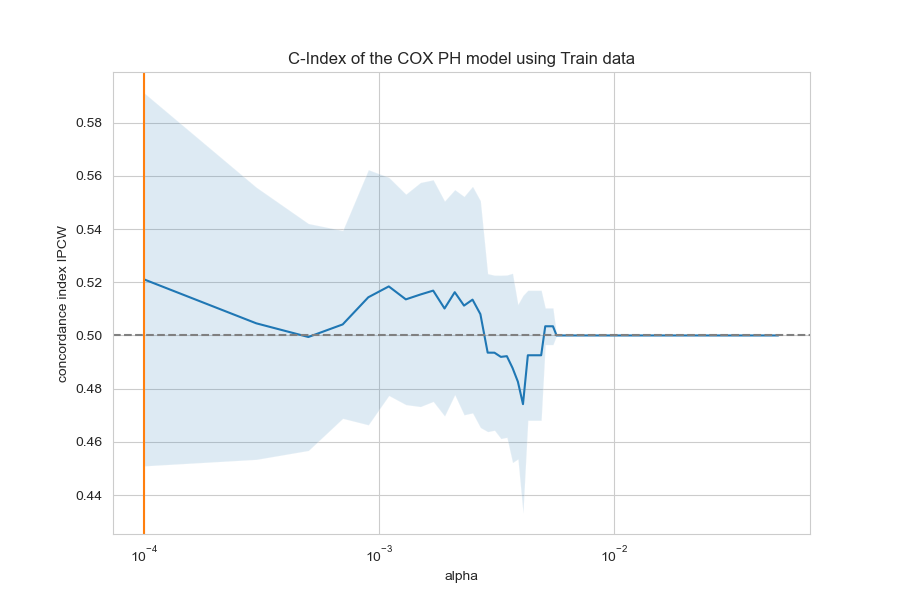 C-Index of the COX PH model using Train data
concordance index IPCW
0.58
0.56
0.54
0.52
0.50
0.48
0.46
0.44
10⁻⁴ 10⁻³ 10⁻²
alpha